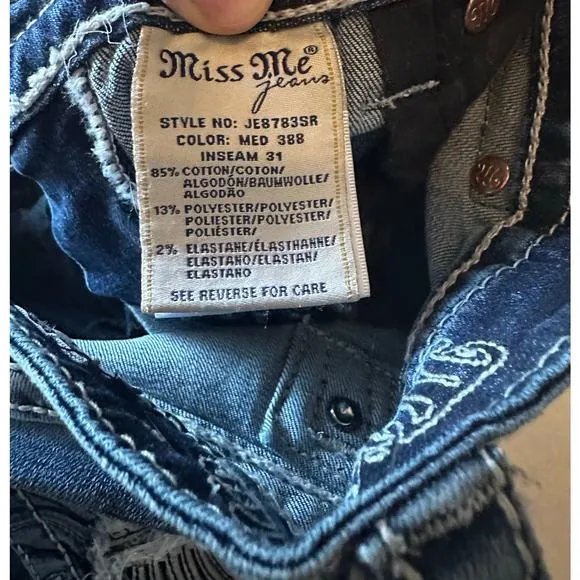 Miss Me®
jeans
STYLE NO: JE8783SR
COLOR: MED 388
INSEAM 31
85% COTTON/COTON/
ALGODÓN/BAUMWOLLE/
ALGODÃO
13% POLYESTER/POLYESTER/
POLIESTER/POLYESTER/
POLIÉSTER/
2% ELASTANE/ÉLASTHANNE/
ELASTANO/ELASTAN/
ELASTANO
SEE REVERSE FOR CARE